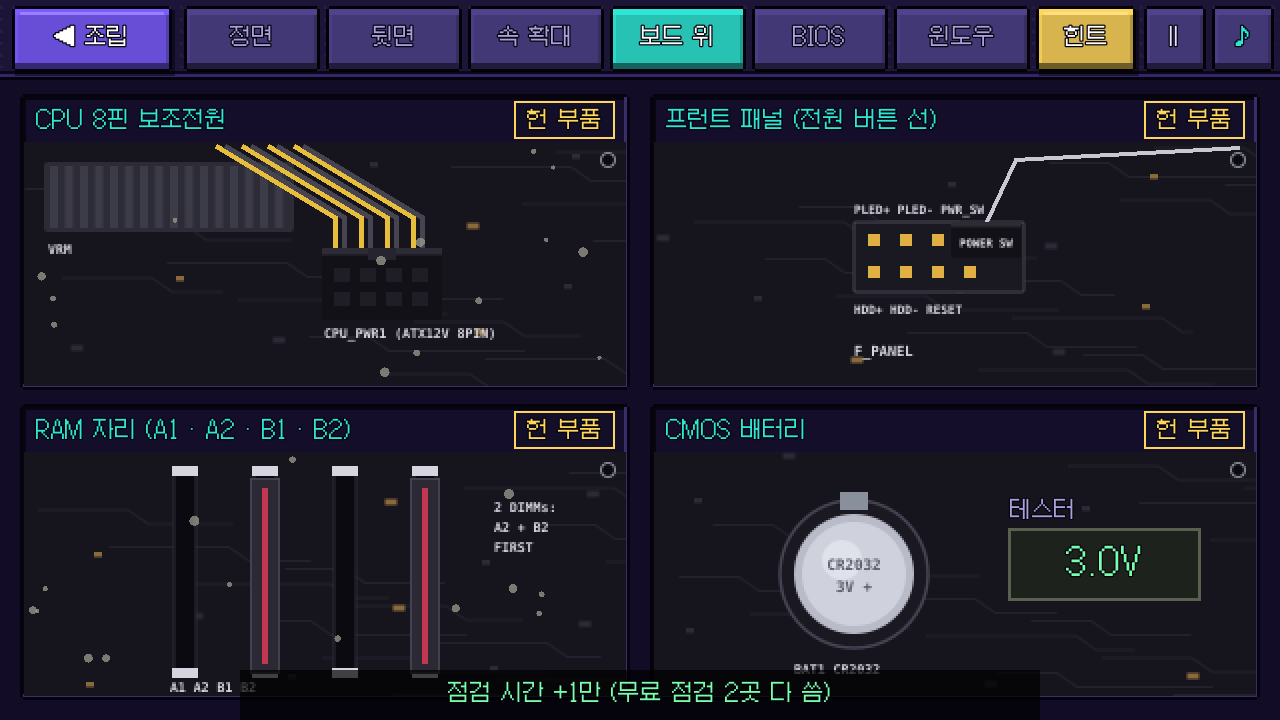 ◀ 조립
정면
뒷면
속 확대
보드 위
BIOS
윈도우
힌트
CPU 8핀 보조전원
헌 부품
VRM
CPU_PWR1 (ATX12V 8PIN)
프런트 패널 (전원 버튼 선)
헌 부품
PLED+ PLED- PWR_SW
POWER SW
HDD+ HDD- RESET
F_PANEL
RAM 자리 (A1 · A2 · B1 · B2)
헌 부품
2 DIMMs:
A2 + B2
FIRST
A1 A2 B1 B2
CMOS 배터리
헌 부품
CR2032
3V +
테스터
3.0V
BAT1 CR2032
점검 시간 +1만 (무료 점검 2곳 다 씀)